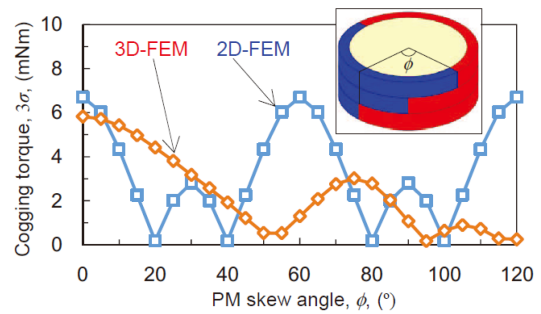 10
8
6
4
2
0
Cogging torque, 3σ, (mNm)
3D-FEM
2D-FEM
ϕ
0 20 40 60 80 100 120
PM skew angle, ϕ, (º)